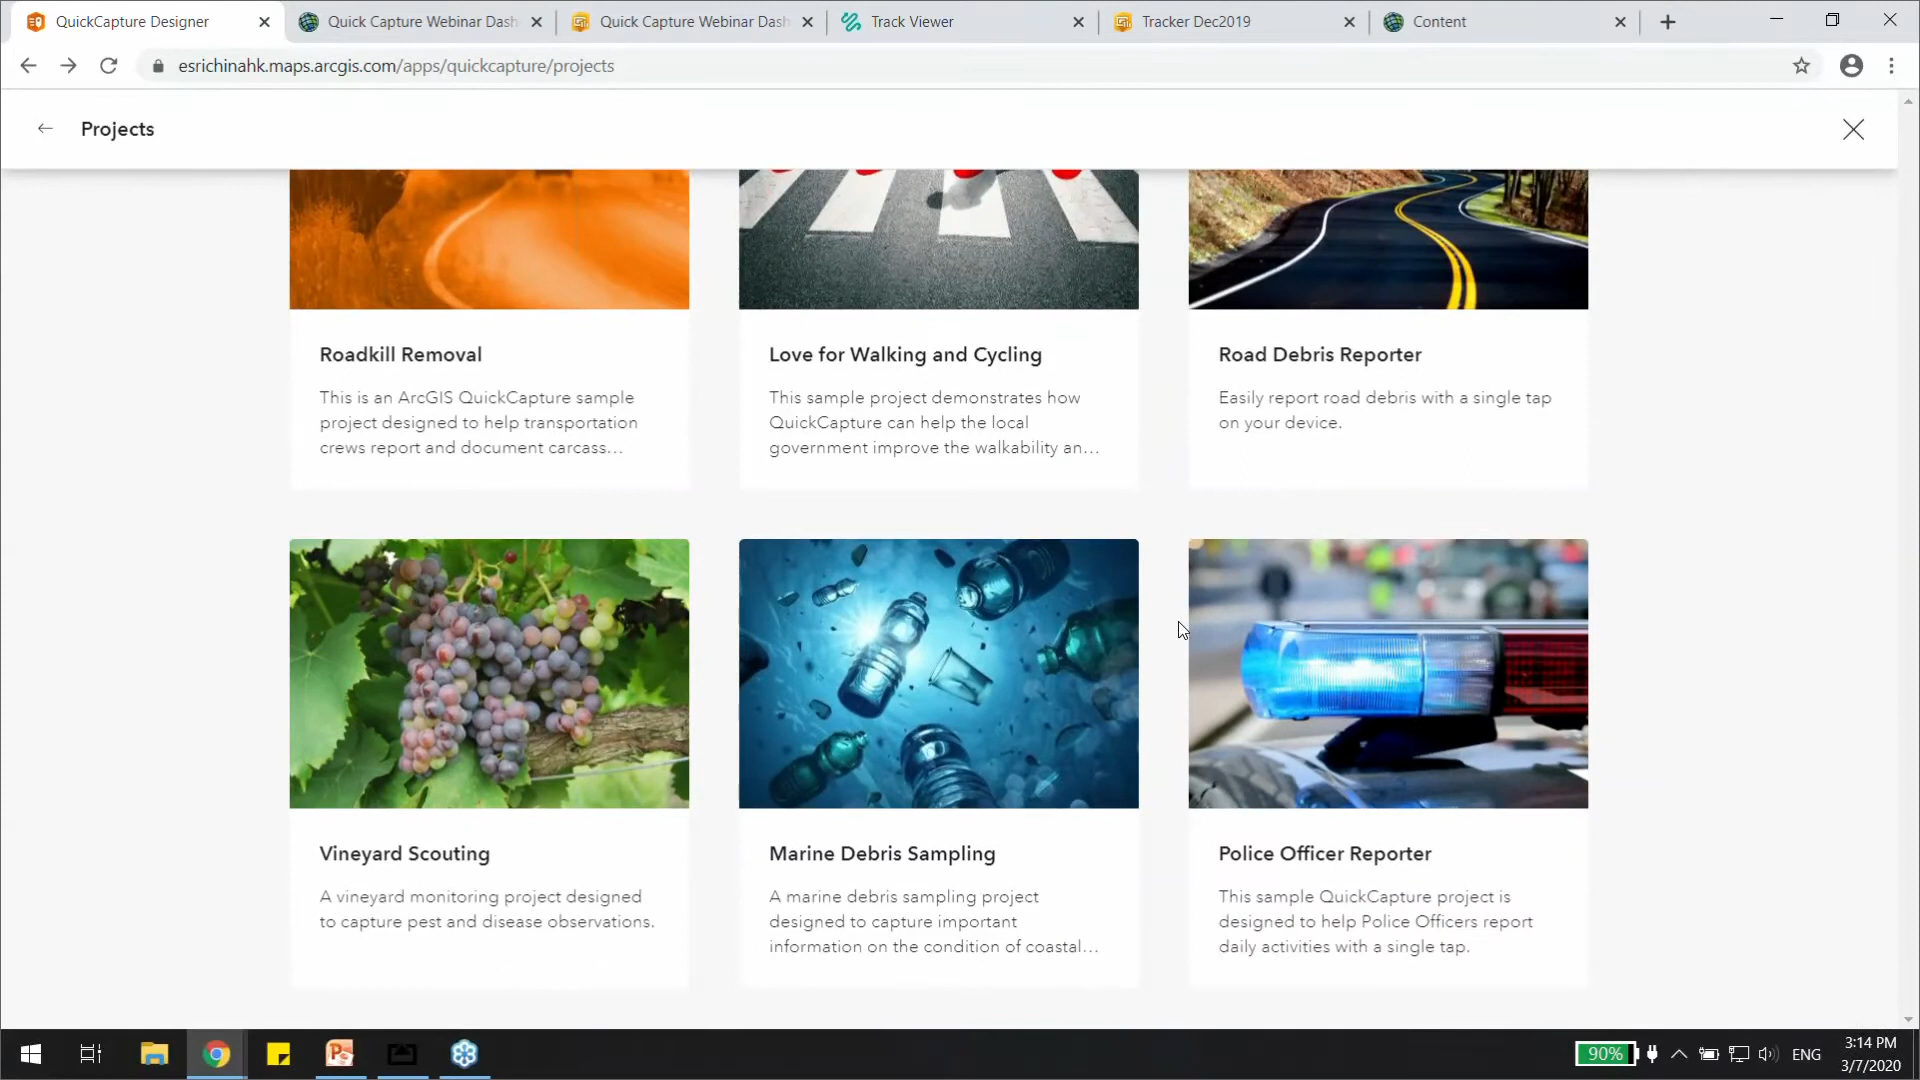 QuickCapture Designer
Quick Capture Webinar Dash
Quick Capture Webinar Dash
Track Viewer
Tracker Dec2019
Content
esrichinahk.maps.arcgis.com/apps/quickcapture/projects
Projects
Roadkill Removal
This is an ArcGIS QuickCapture sample
project designed to help transportation
crews report and document carcass...
Love for Walking and Cycling
This sample project demonstrates how
QuickCapture can help the local
government improve the walkability an...
Road Debris Reporter
Easily report road debris with a single tap
on your device.
Vineyard Scouting
A vineyard monitoring project designed
to capture pest and disease observations.
Marine Debris Sampling
A marine debris sampling project
designed to capture important
information on the condition of coastal...
Police Officer Reporter
This sample QuickCapture project is
designed to help Police Officers report
daily activities with a single tap.
90%
ENG
3:14 PM
3/7/2020